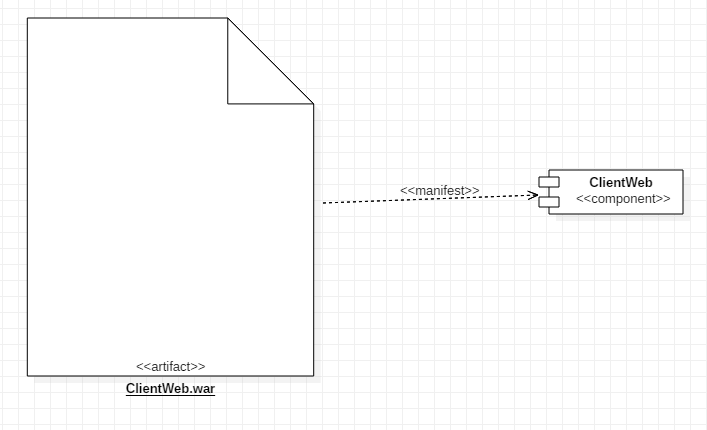 <<manifest>>
ClientWeb
<<component>>
<<artifact>>
ClientWeb.war